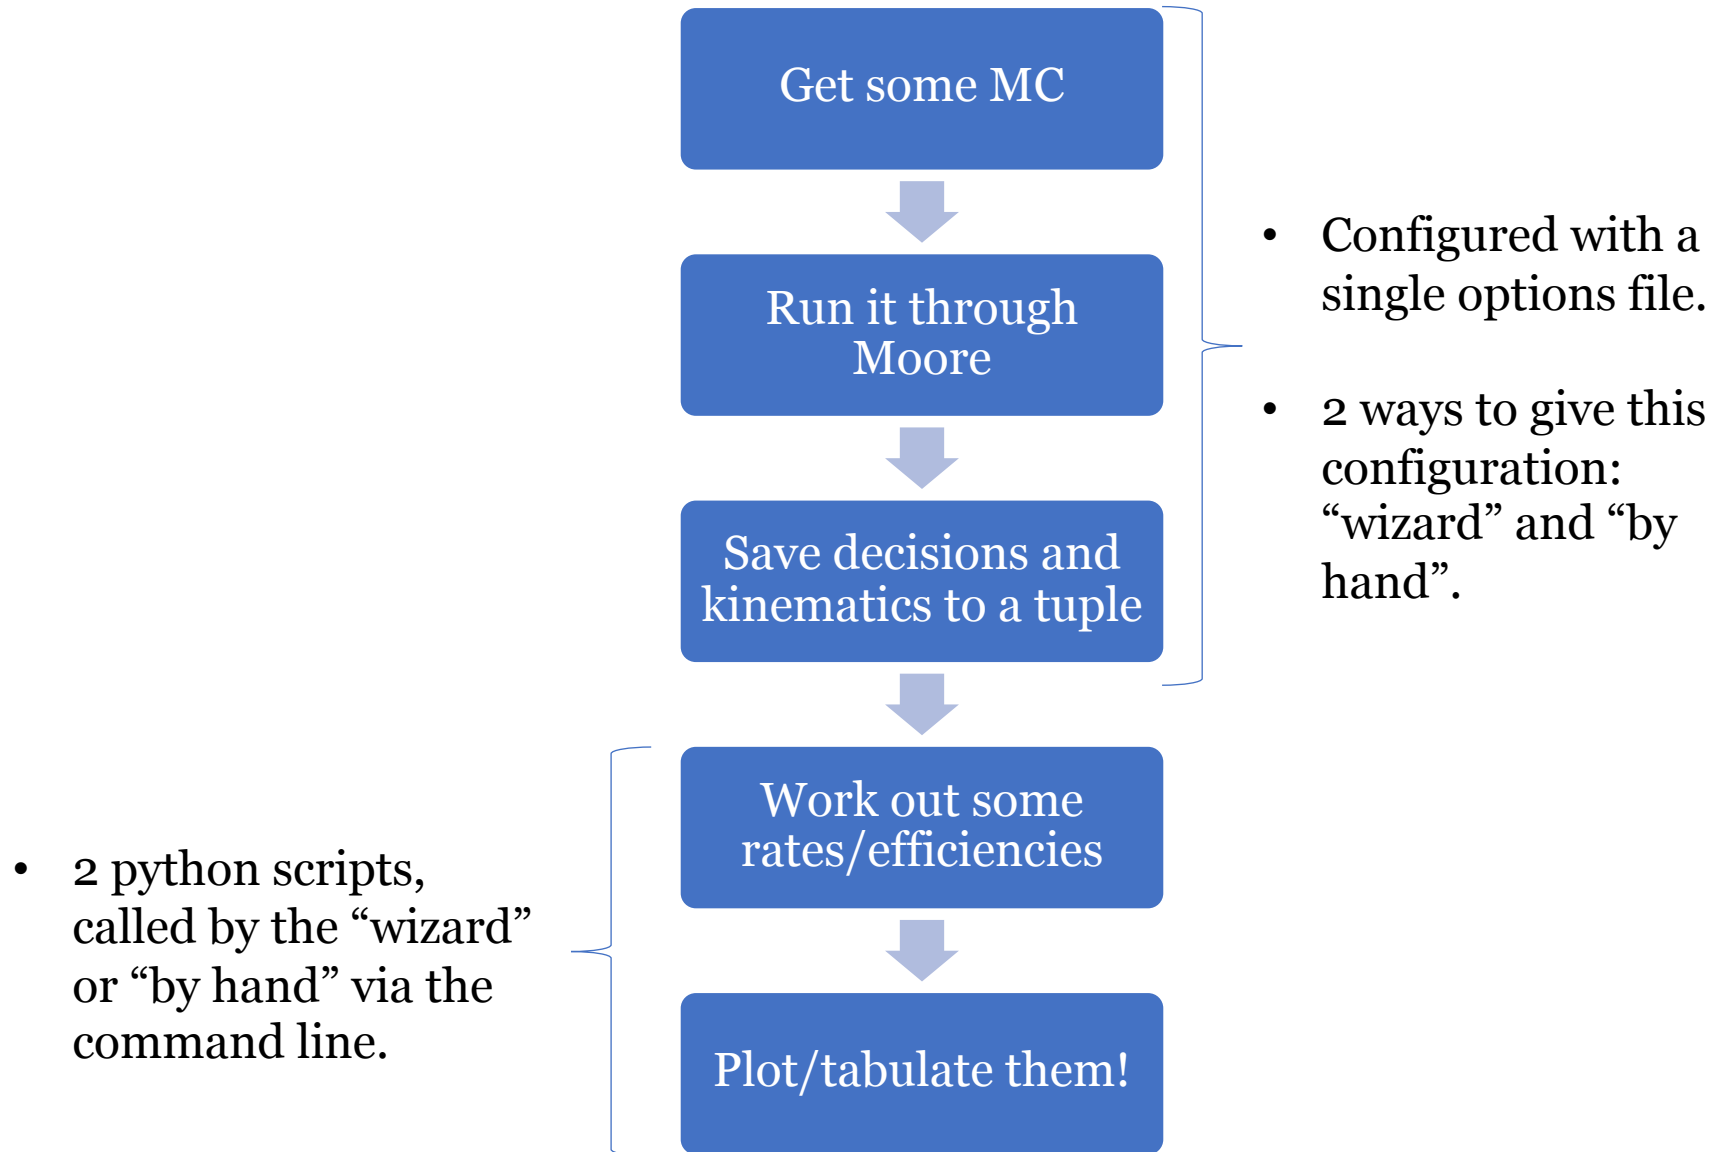 Get some MC
Run it through
Moore
Save decisions and
kinematics to a tuple
• Configured with a
single options file.
• 2 ways to give this
configuration:
“wizard” and “by
hand”.
Work out some
rates/efficiencies
Plot/tabulate them!
• 2 python scripts,
called by the “wizard”
or “by hand” via the
command line.